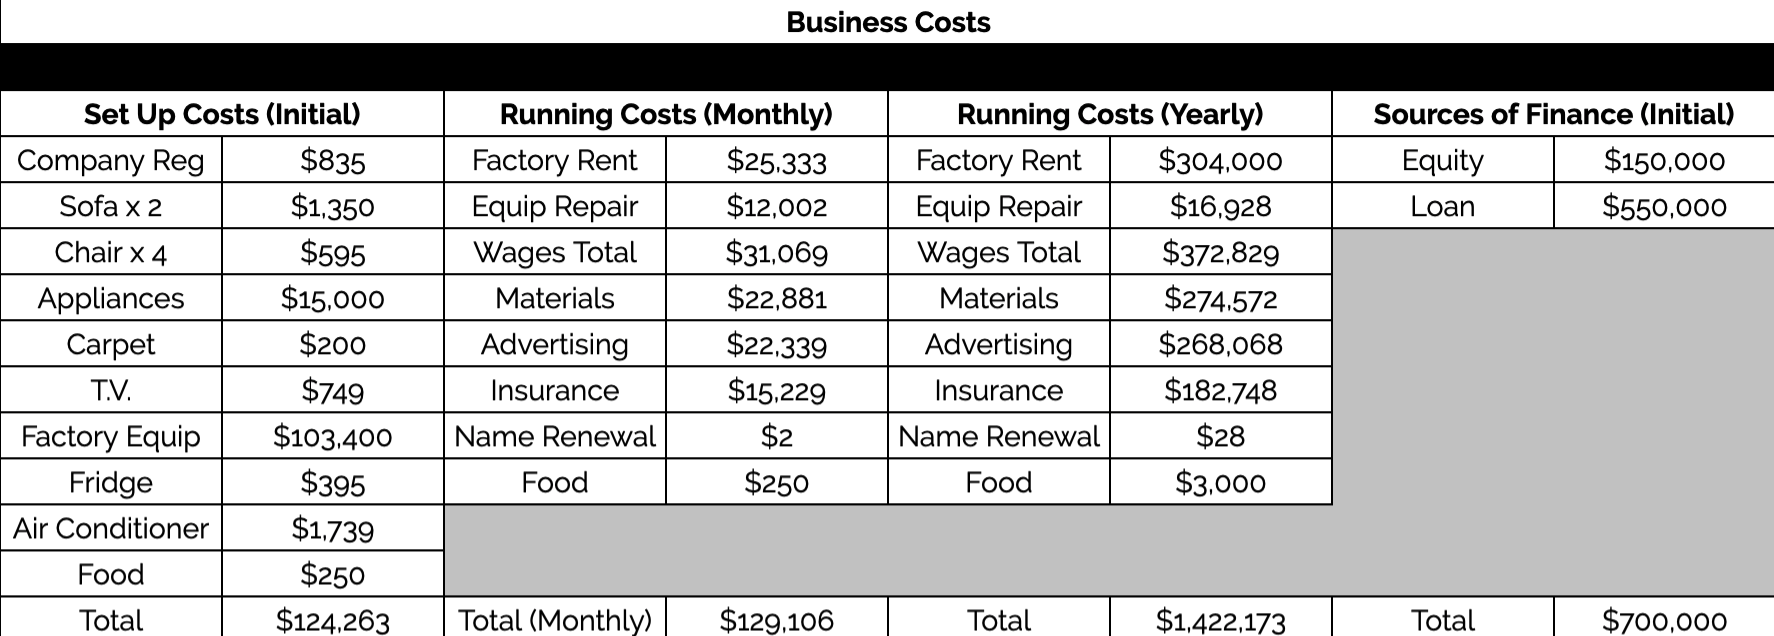 Business Costs
Set Up Costs (Initial) Running Costs (Monthly) Running Costs (Yearly) Sources of Finance (Initial)
Company Reg $835 Factory Rent $25,333 Factory Rent $304,000 Equity $150,000
Sofa x 2 $1,350 Equip Repair $12,002 Equip Repair $16,928 Loan $550,000
Chair x 4 $595 Wages Total $31,069 Wages Total $372,829
Appliances $15,000 Materials $22,881 Materials $274,572
Carpet $200 Advertising $22,339 Advertising $268,068
T.V. $749 Insurance $15,229 Insurance $182,748
Factory Equip $103,400 Name Renewal $2 Name Renewal $28
Fridge $395 Food $250 Food $3,000
Air Conditioner $1,739
Food $250
Total $124,263 Total (Monthly) $129,106 Total $1,422,173 Total $700,000